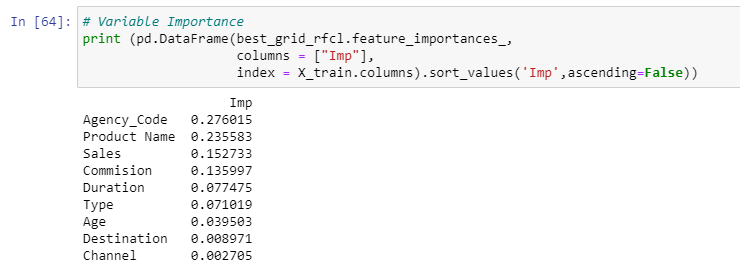 In [64]: # Variable Importance
print (pd.DataFrame(best_grid_rfcl.feature_importances_,
columns = ["Imp"],
index = X_train.columns).sort_values('Imp',ascending=False))
Imp
Agency_Code 0.276015
Product Name 0.235583
Sales 0.152733
Commision 0.135997
Duration 0.077475
Type 0.071019
Age 0.039503
Destination 0.008971
Channel 0.002705